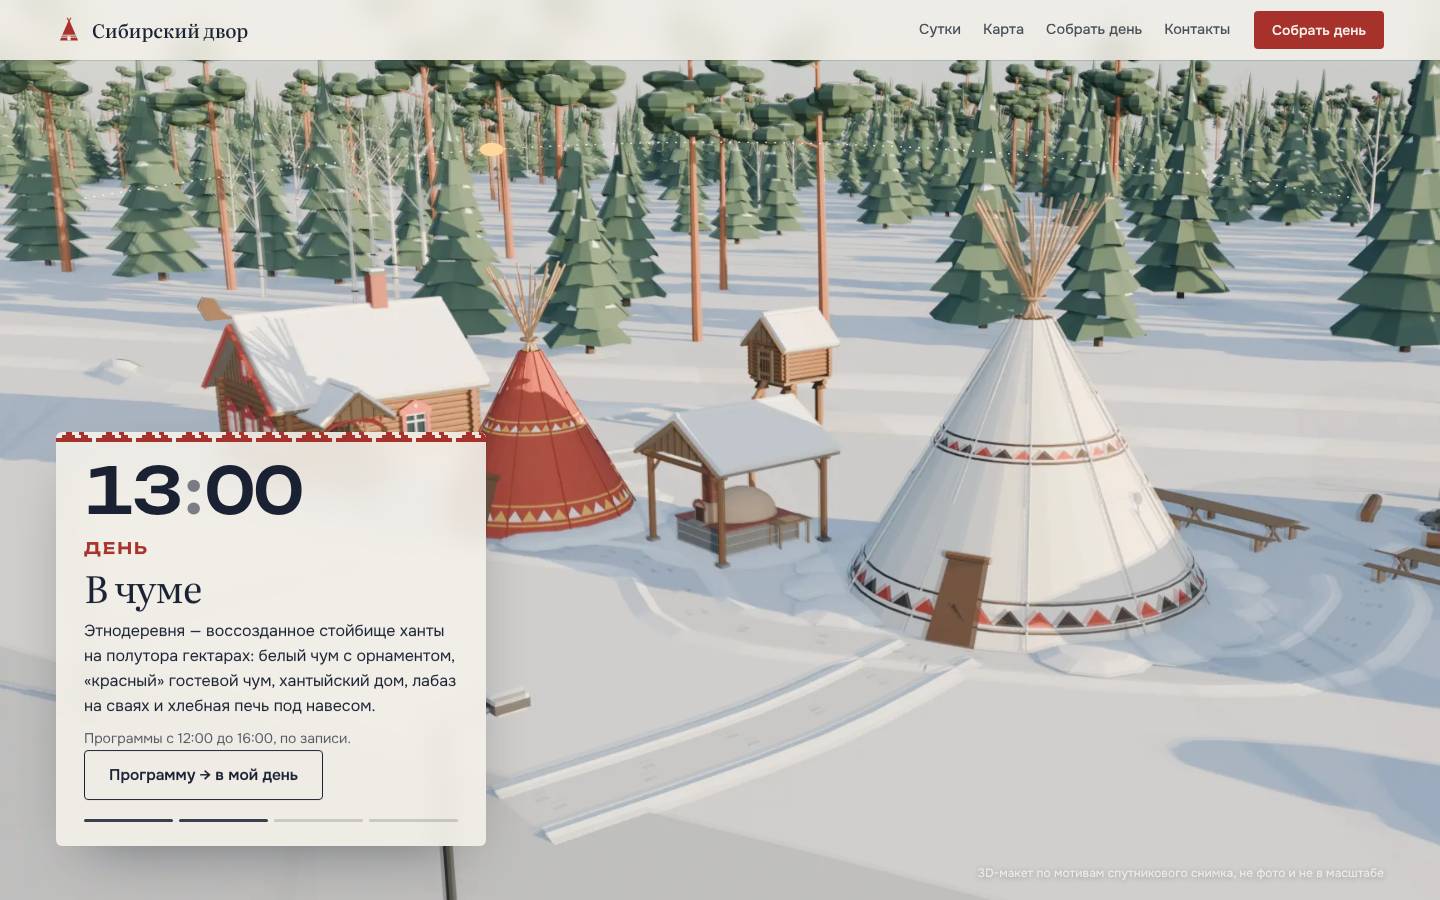 Сибирский двор
Сутки
Карта
Собрать день
Контакты
Собрать день
13:00
ДЕНЬ
В чуме
Этнодеревня — воссозданное стойбище ханты
на полутора гектарах: белый чум с орнаментом,
«красный» гостевой чум, хантыйский дом, лабаз
на сваях и хлебная печь под навесом.
Программы с 12:00 до 16:00, по записи.
Программу → в мой день
3D-макет по мотивам спутникового снимка, не фото и не в масштабе